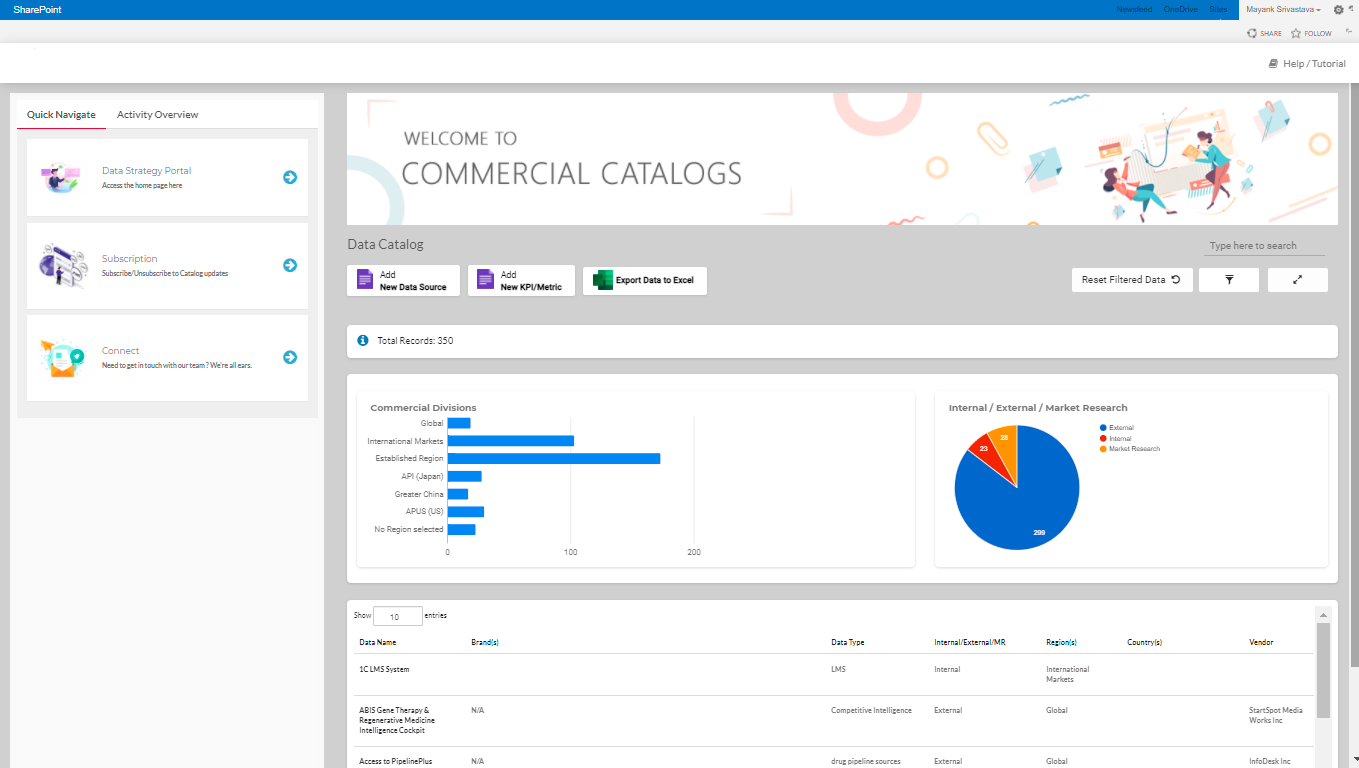 SharePoint
Newsfeed OneDrive Sites
Mayank Srivastava
SHARE FOLLOW
Help / Tutorial
Quick Navigate Activity Overview
Data Strategy Portal
Access the home page here
Subscription
Subscribe/Unsubscribe to Catalog updates
Connect
Need to get in touch with our team? We're all ears.
WELCOME TO
COMMERCIAL CATALOGS
Data Catalog
Type here to search
Add
New Data Source
Add
New KPI/Metric
Export Data to Excel
Reset Filtered Data
Total Records: 350
Commercial Divisions
Global
International Markets
Established Region
API (Japan)
Greater China
APUS (US)
No Region selected
0 100 200
Internal / External / Market Research
External
Internal
Market Research
28
23
299
Show 10 entries
Data Name Brand(s) Data Type Internal/External/MR Region(s) Country(s) Vendor
1C LMS System LMS Internal International
Markets
ABIS Gene Therapy & N/A Competitive Intelligence External Global StartSpot Media
Regenerative Medicine Works Inc
Intelligence Cockpit
Access to PipelinePlus N/A drug pipeline sources External Global InfoDesk Inc